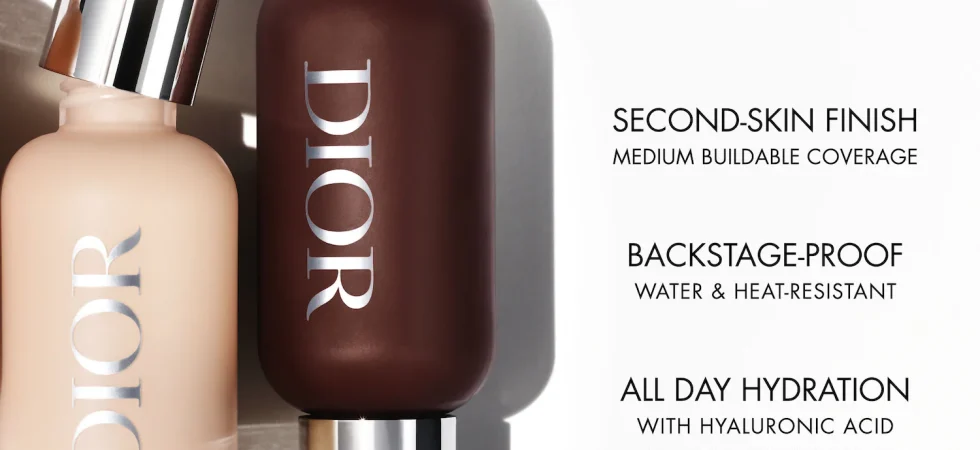 DIOR
DIOR
SECOND-SKIN FINISH
MEDIUM BUILDABLE COVERAGE
BACKSTAGE-PROOF
WATER & HEAT-RESISTANT
ALL DAY HYDRATION
WITH HYALURONIC ACID